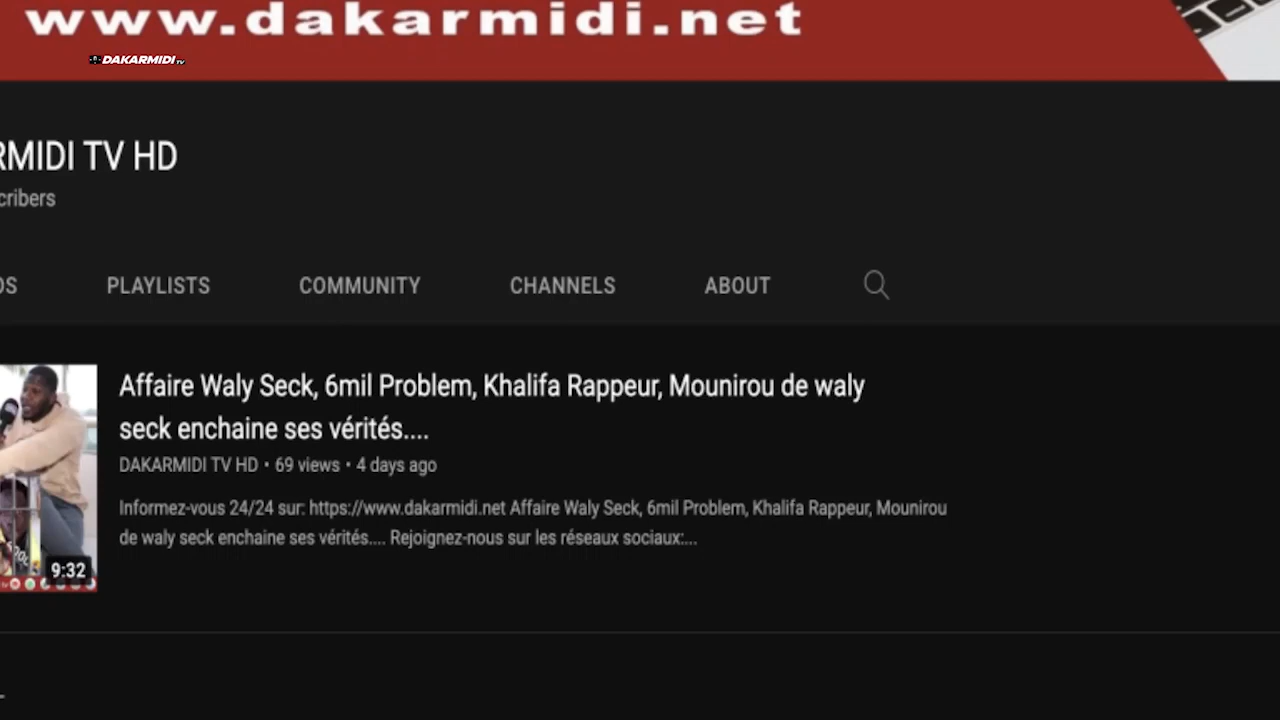 www.dakarmidi.net
DAKARMIDI TV
RMIDI TV HD
cribers
OS PLAYLISTS COMMUNITY CHANNELS ABOUT
Affaire Waly Seck, 6mil Problem, Khalifa Rappeur, Mounirou de waly
seck enchaine ses vérités....
DAKARMIDI TV HD • 69 views • 4 days ago
Informez-vous 24/24 sur: https://www.dakarmidi.net Affaire Waly Seck, 6mil Problem, Khalifa Rappeur, Mounirou
de waly seck enchaine ses vérités.... Rejoignez-nous sur les réseaux sociaux:...
9:32